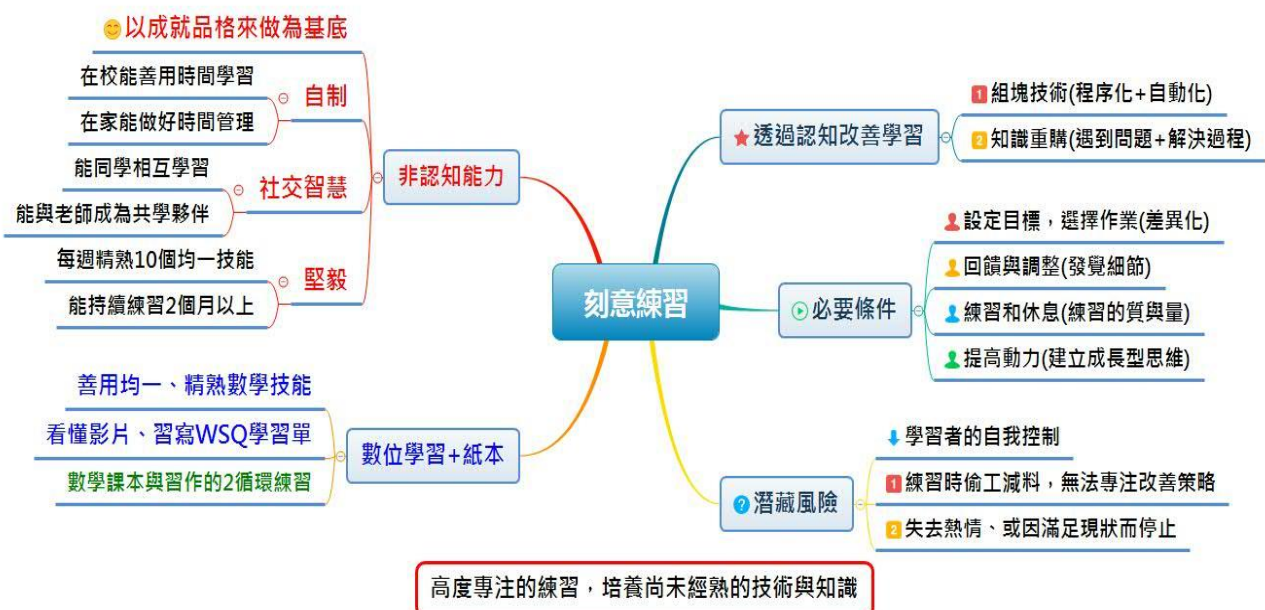 刻意練習
透過認知改善學習
1 組塊技術(程序化+自動化)
2 知識重購(遇到問題+解決過程)
必要條件
設定目標，選擇作業(差異化)
回饋與調整(發覺細節)
練習和休息(練習的質與量)
提高動力(建立成長型思維)
? 潛藏風險
學習者的自我控制
1 練習時偷工減料，無法專注改善策略
2 失去熱情、或因滿足現狀而停止
非認知能力
以成就品格來做為基底
自制
在校能善用時間學習
在家能做好時間管理
社交智慧
能同學相互學習
能與老師成為共學夥伴
堅毅
每週精熟10個均一技能
能持續練習2個月以上
數位學習+紙本
善用均一、精熟數學技能
看懂影片、習寫WSQ學習單
數學課本與習作的2循環練習
高度專注的練習，培養尚未經熟的技術與知識